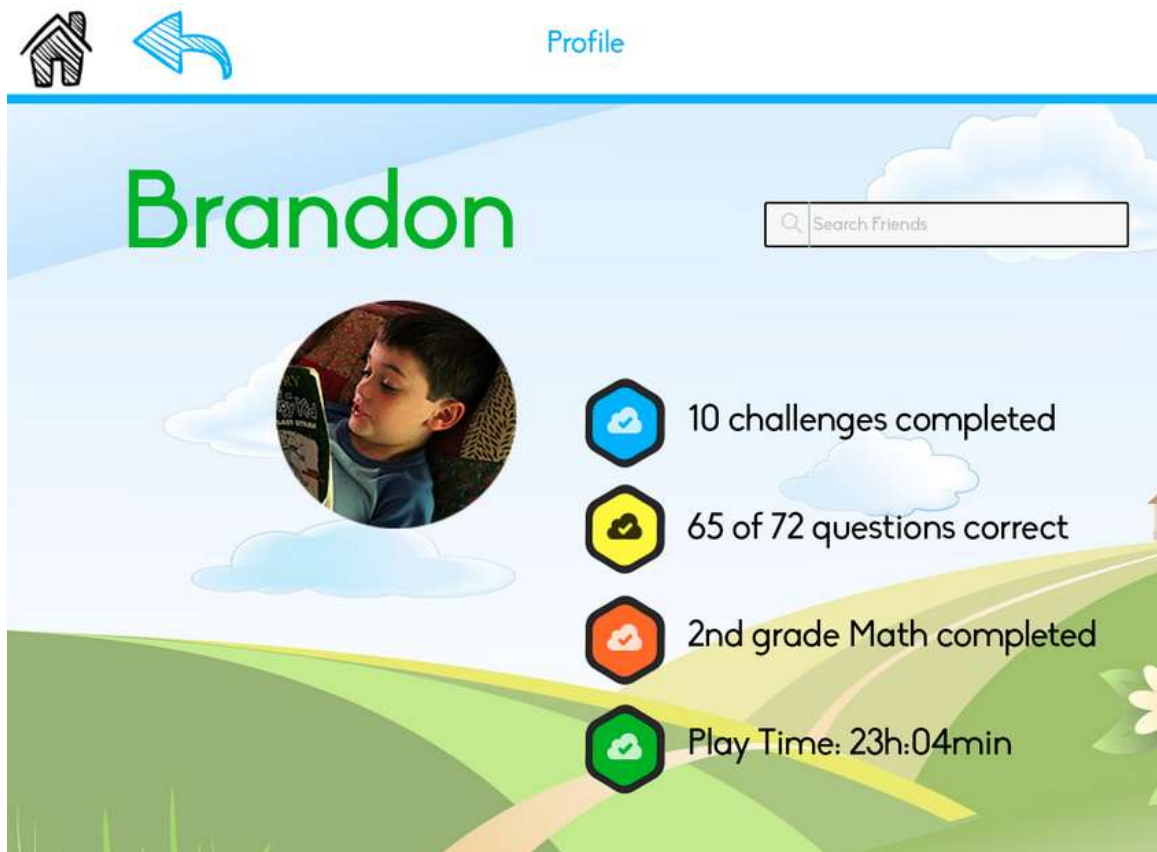 Profile
Brandon
Search Friends
10 challenges completed
65 of 72 questions correct
2nd grade Math completed
Play Time: 23h:04min